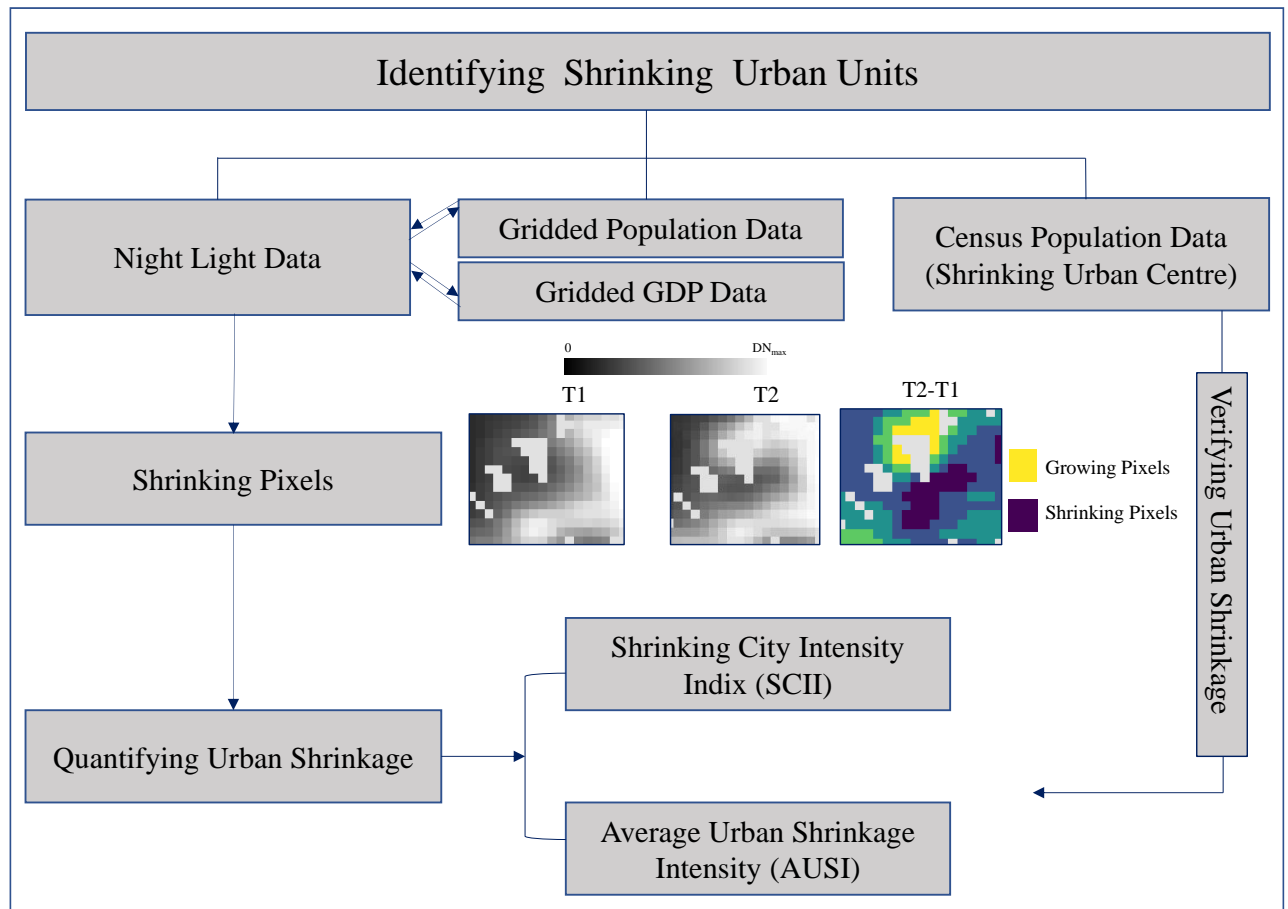 Identifying Shrinking Urban Units
Night Light Data
Gridded Population Data
Gridded GDP Data
Census Population Data
(Shrinking Urban Centre)
0
DNmax
T1
T2
T2-T1
Growing Pixels
Shrinking Pixels
Verifying Urban Shrinkage
Shrinking Pixels
Shrinking City Intensity
Indix (SCII)
Quantifying Urban Shrinkage
Average Urban Shrinkage
Intensity (AUSI)